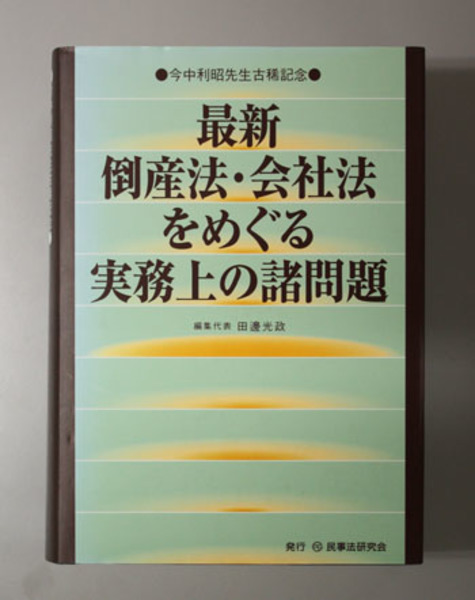 ●今中利昭先生古稀記念●
最新
倒産法・会社法
をめぐる
実務上の諸問題
編集代表 田邊光政
発行 民事法研究会